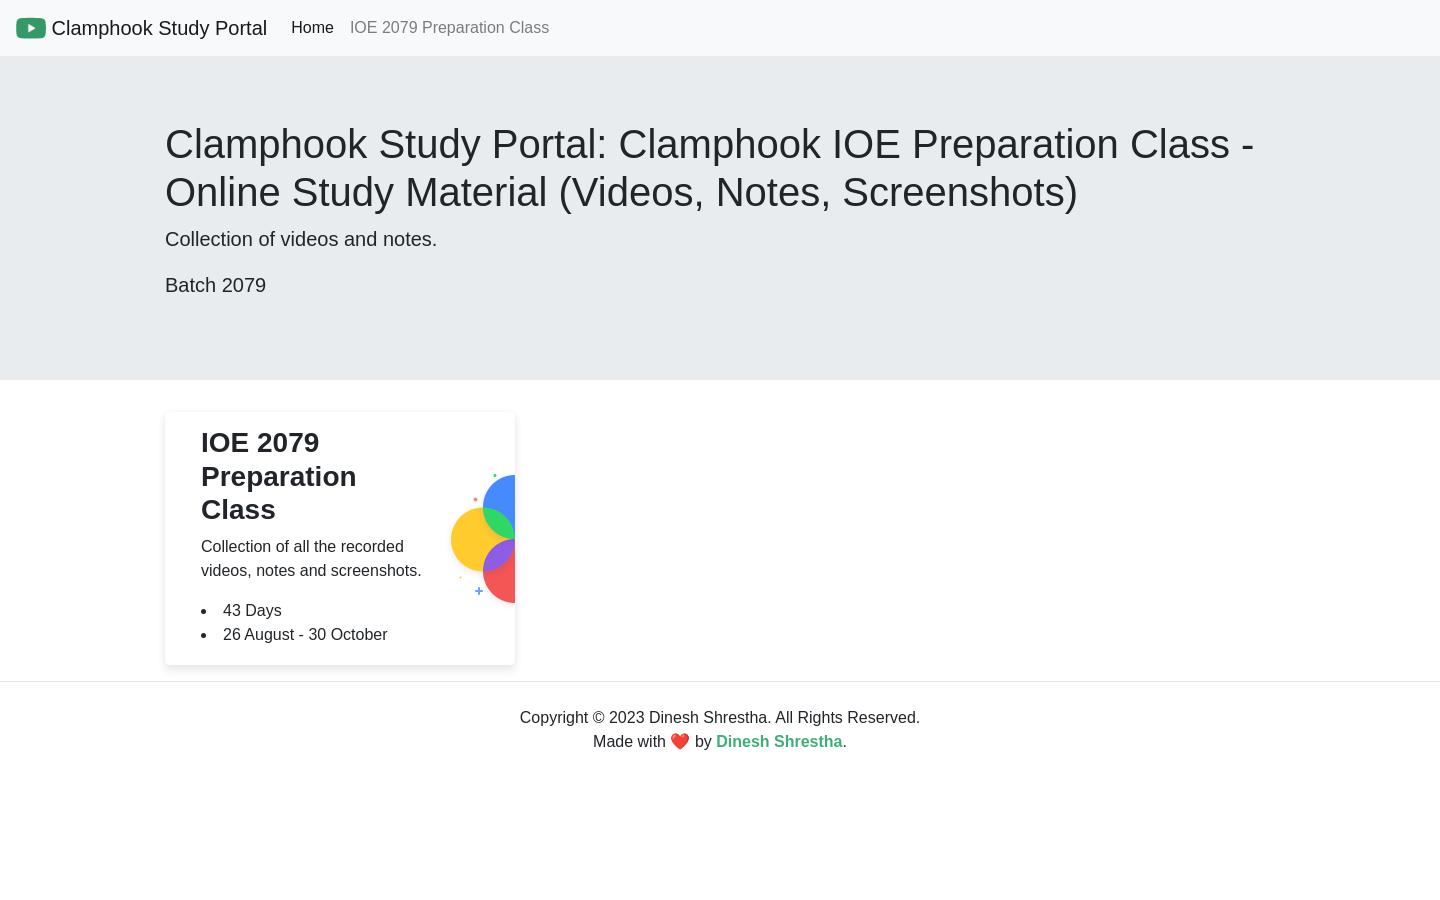 Clamphook Study Portal Home IOE 2079 Preparation Class
Clamphook Study Portal: Clamphook IOE Preparation Class -
Online Study Material (Videos, Notes, Screenshots)
Collection of videos and notes.
Batch 2079
IOE 2079
Preparation
Class
Collection of all the recorded
videos, notes and screenshots.
• 43 Days
• 26 August - 30 October
Copyright © 2023 Dinesh Shrestha. All Rights Reserved.
Made with ❤️ by Dinesh Shrestha.